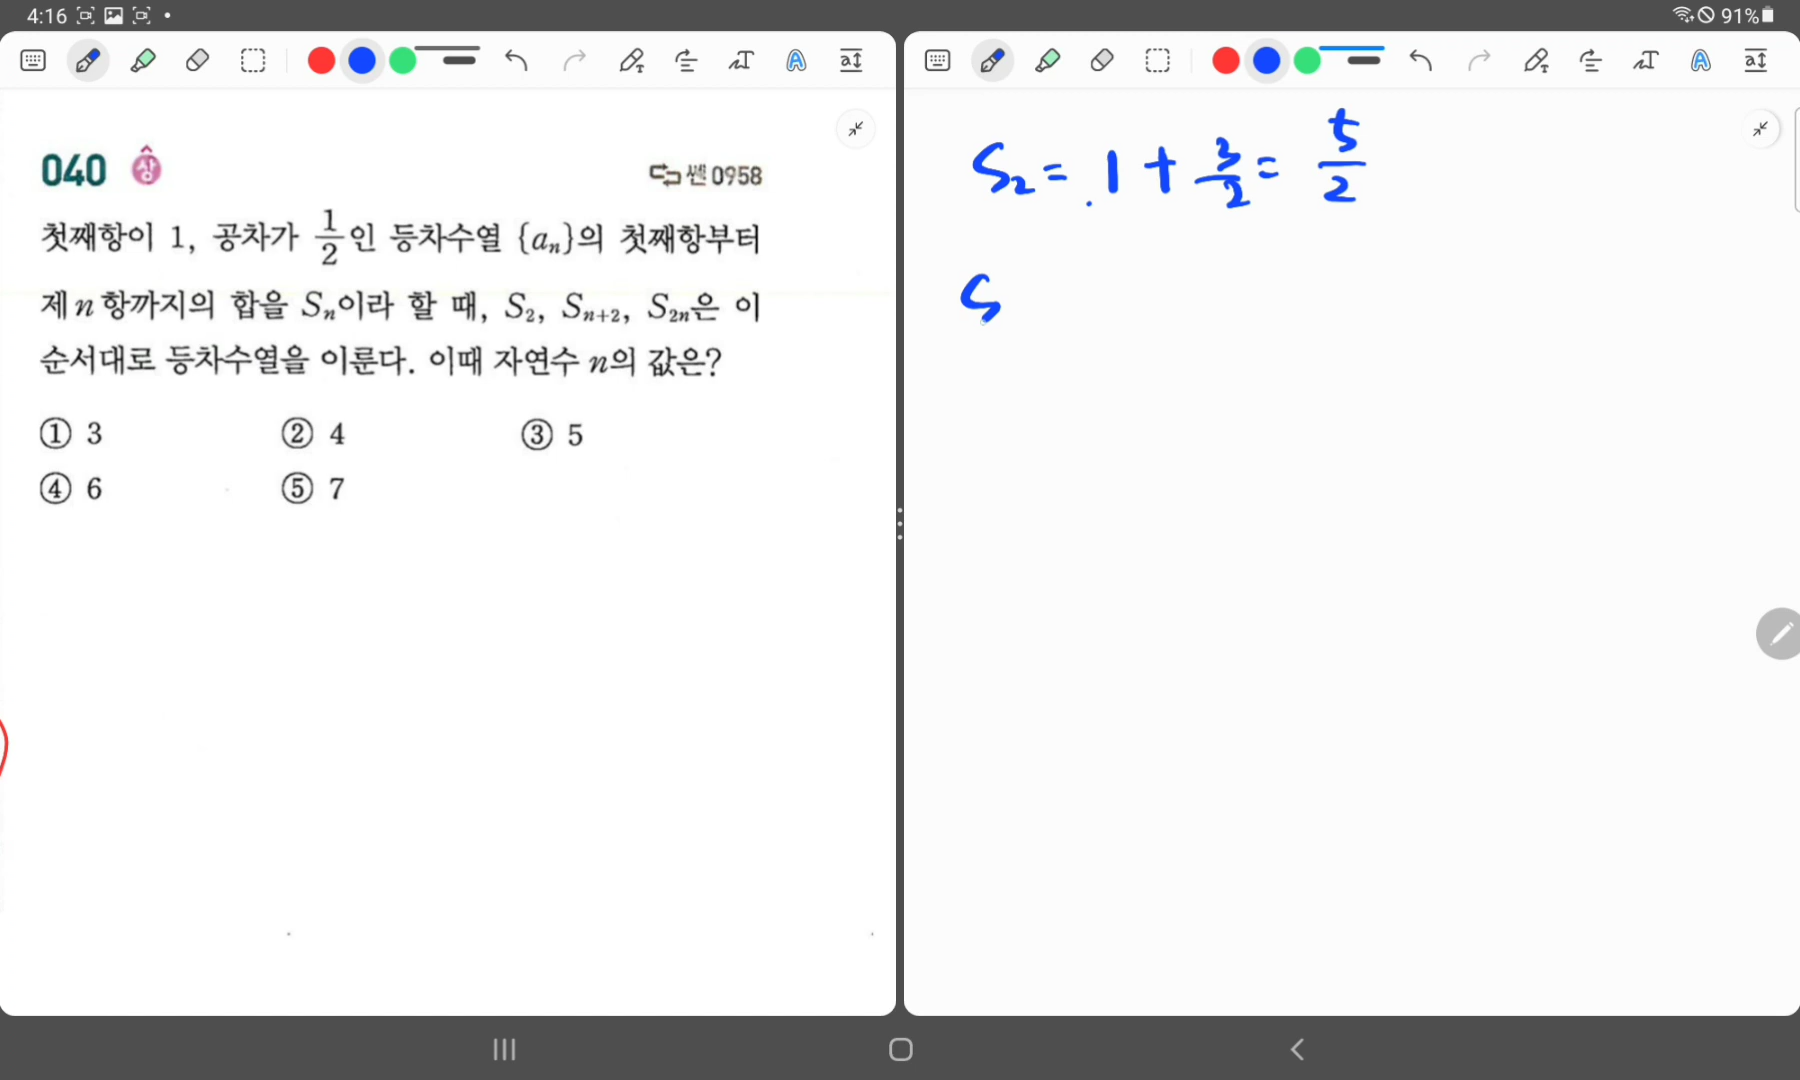 4:16
91%
040 상
쎈 0958
첫째항이 1, 공차가 1/2인 등차수열 {aₙ}의 첫째항부터
제 n 항까지의 합을 Sₙ이라 할 때, S₂, Sₙ₊₂, S₂ₙ은 이
순서대로 등차수열을 이룬다. 이때 자연수 n의 값은?
① 3 ② 4 ③ 5
④ 6 ⑤ 7
S₂ = 1 + 3/2 = 5/2
S